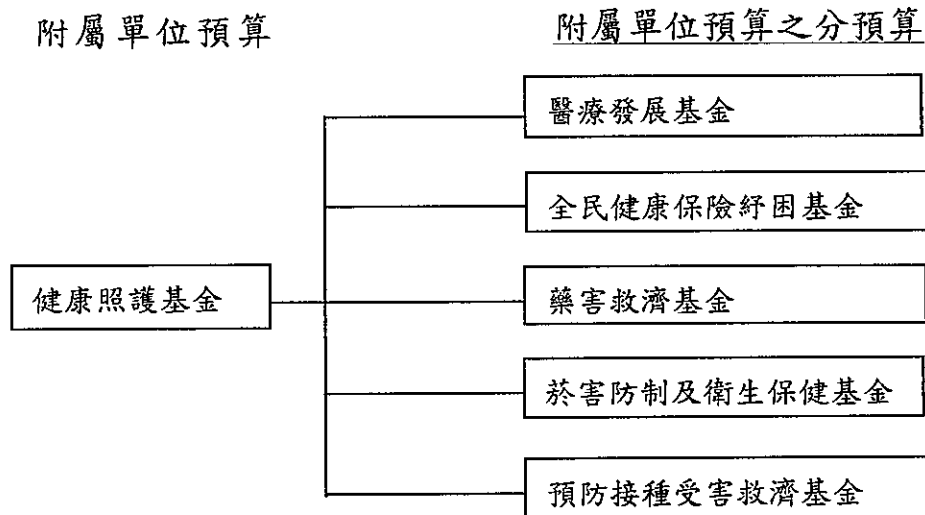 附屬單位預算
附屬單位預算之分預算
醫療發展基金
全民健康保險紓困基金
健康照護基金
藥害救濟基金
菸害防制及衛生保健基金
預防接種受害救濟基金